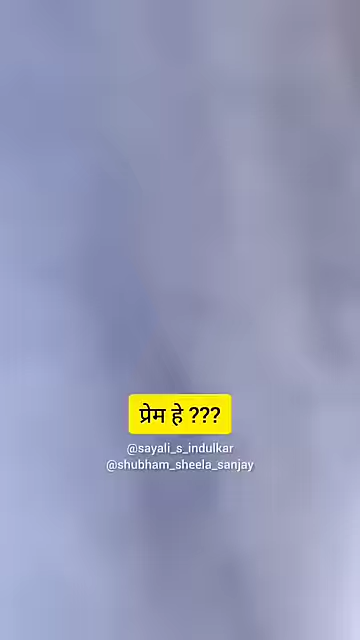 प्रेम हे ???
@sayali_s_indulkar
@shubham_sheela_sanjay